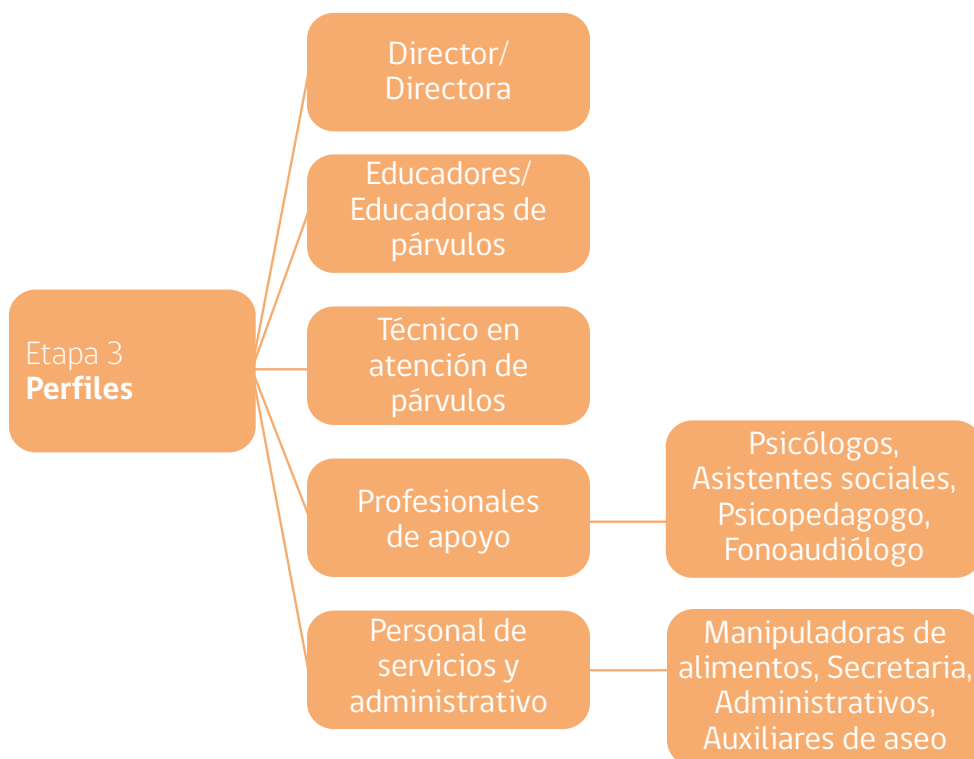 Director/
Directora
Educadores/
Educadoras de
párvulos
Etapa 3
Perfiles
Técnico en
atención de
párvulos
Profesionales
de apoyo
Psicólogos,
Asistentes sociales,
Psicopedagogo,
Fonoaudiólogo
Personal de
servicios y
administrativo
Manipuladoras de
alimentos, Secretaria,
Administrativos,
Auxiliares de aseo